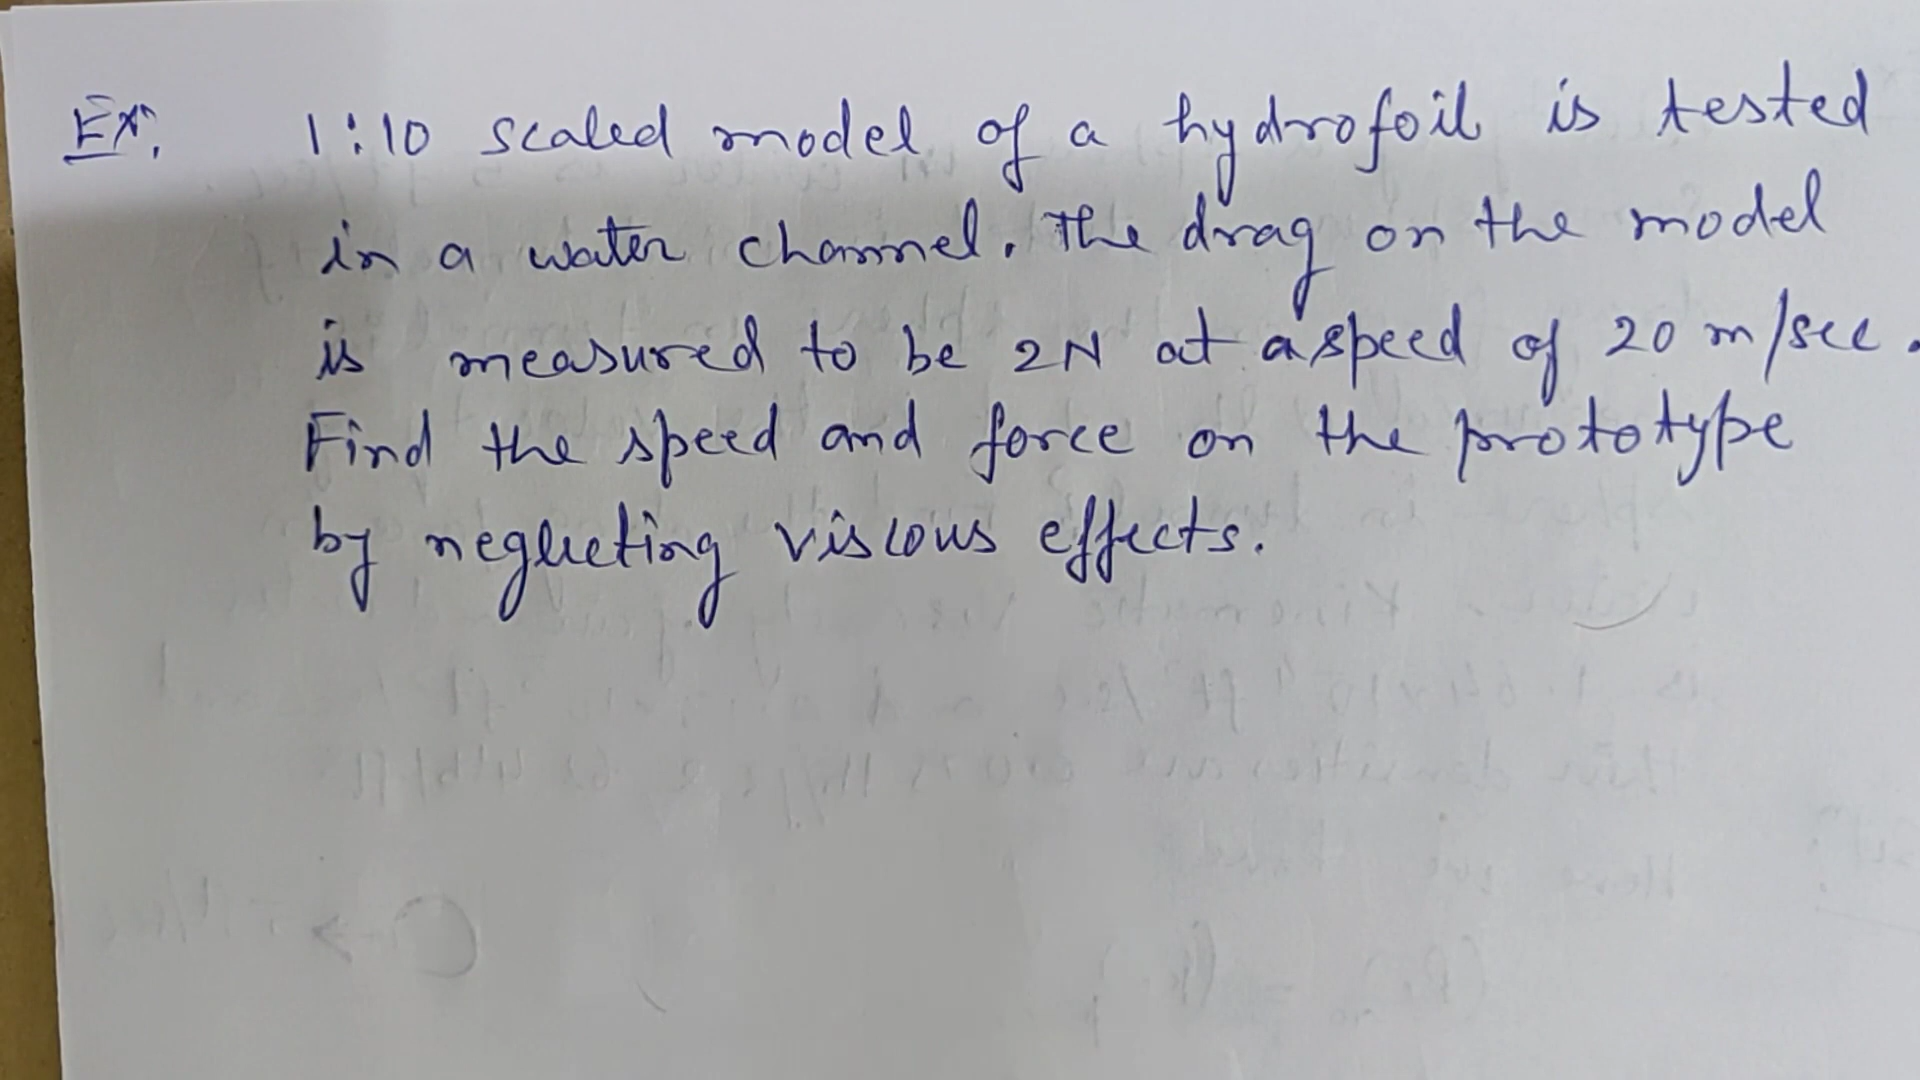 Ex. 1:10 scaled model of a hydrofoil is tested
in a water channel. The drag on the model
is measured to be 2N at a speed of 20 m/sec.
Find the speed and force on the prototype
by neglecting viscous effects.